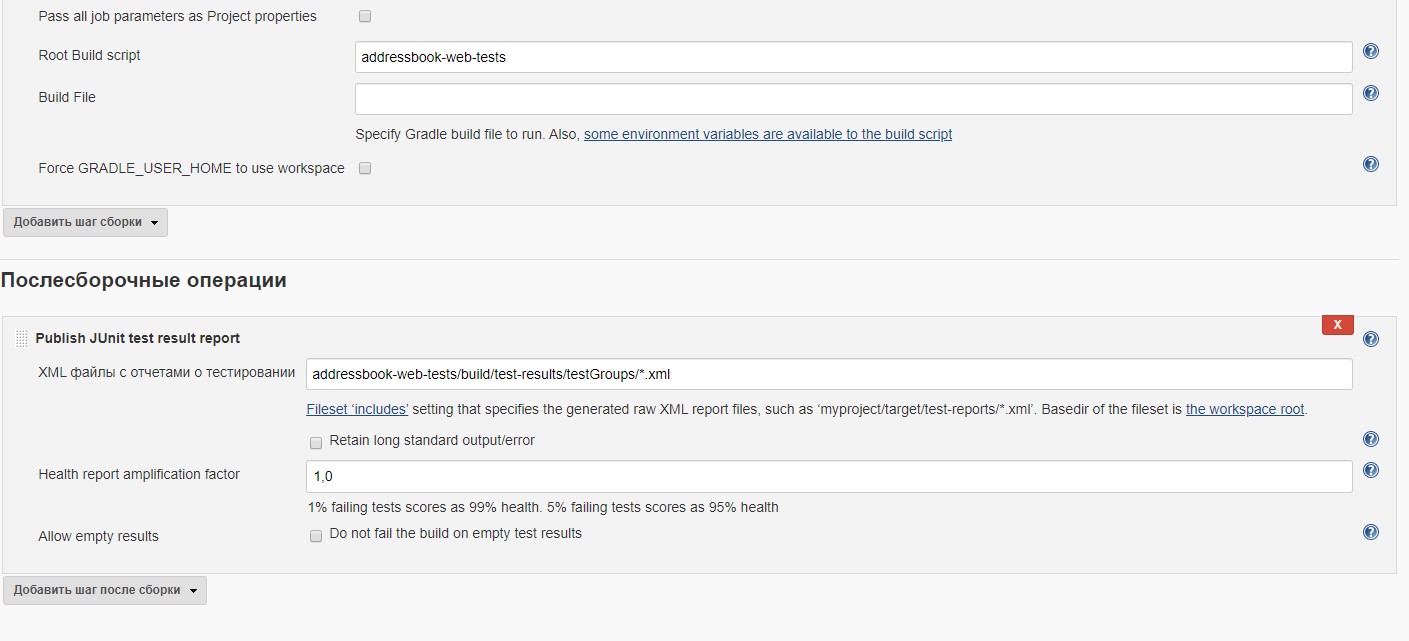 Pass all job parameters as Project properties
Root Build script
addressbook-web-tests
Build File
Specify Gradle build file to run. Also, some environment variables are available to the build script
Force GRADLE_USER_HOME to use workspace
Добавить шаг сборки
Послесборочные операции
X
Publish JUnit test result report
XML файлы с отчетами о тестировании
addressbook-web-tests/build/test-results/testGroups/*.xml
Fileset ‘includes’ setting that specifies the generated raw XML report files, such as ‘myproject/target/test-reports/*.xml’. Basedir of the fileset is the workspace root.
Retain long standard output/error
Health report amplification factor
1,0
1% failing tests scores as 99% health. 5% failing tests scores as 95% health
Allow empty results
Do not fail the build on empty test results
Добавить шаг после сборки